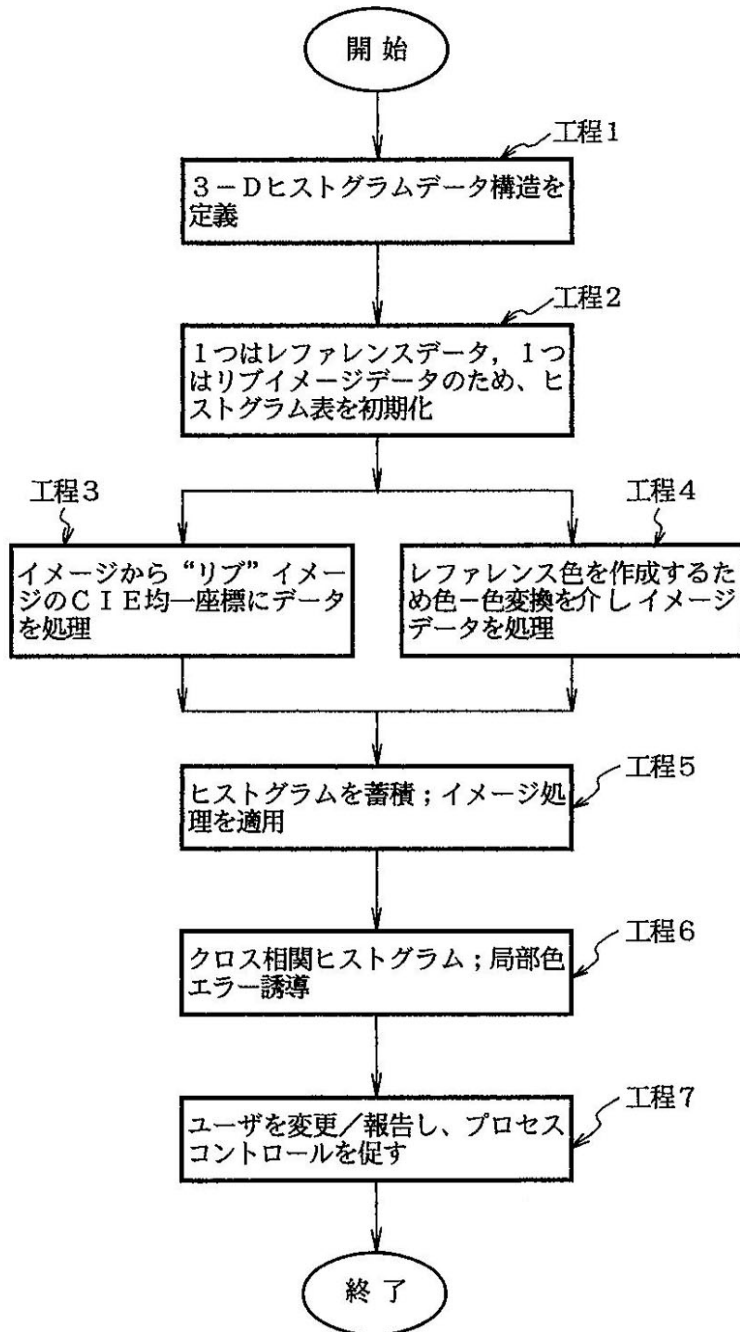 開始
工程1
3-Dヒストグラムデータ構造を
定義
工程2
1つはレファレンスデータ,1つ
はリブイメージデータのため、ヒ
ストグラム表を初期化
工程3
イメージから“リブ”イメー
ジのCIE均一座標にデータ
を処理
工程4
レファレンス色を作成するた
め色-色変換を介しイメージ
データを処理
工程5
ヒストグラムを蓄積;イメージ処
理を適用
工程6
クロス相関ヒストグラム;局部色
エラー誘導
工程7
ユーザを変更/報告し、プロセス
コントロールを促す
終了